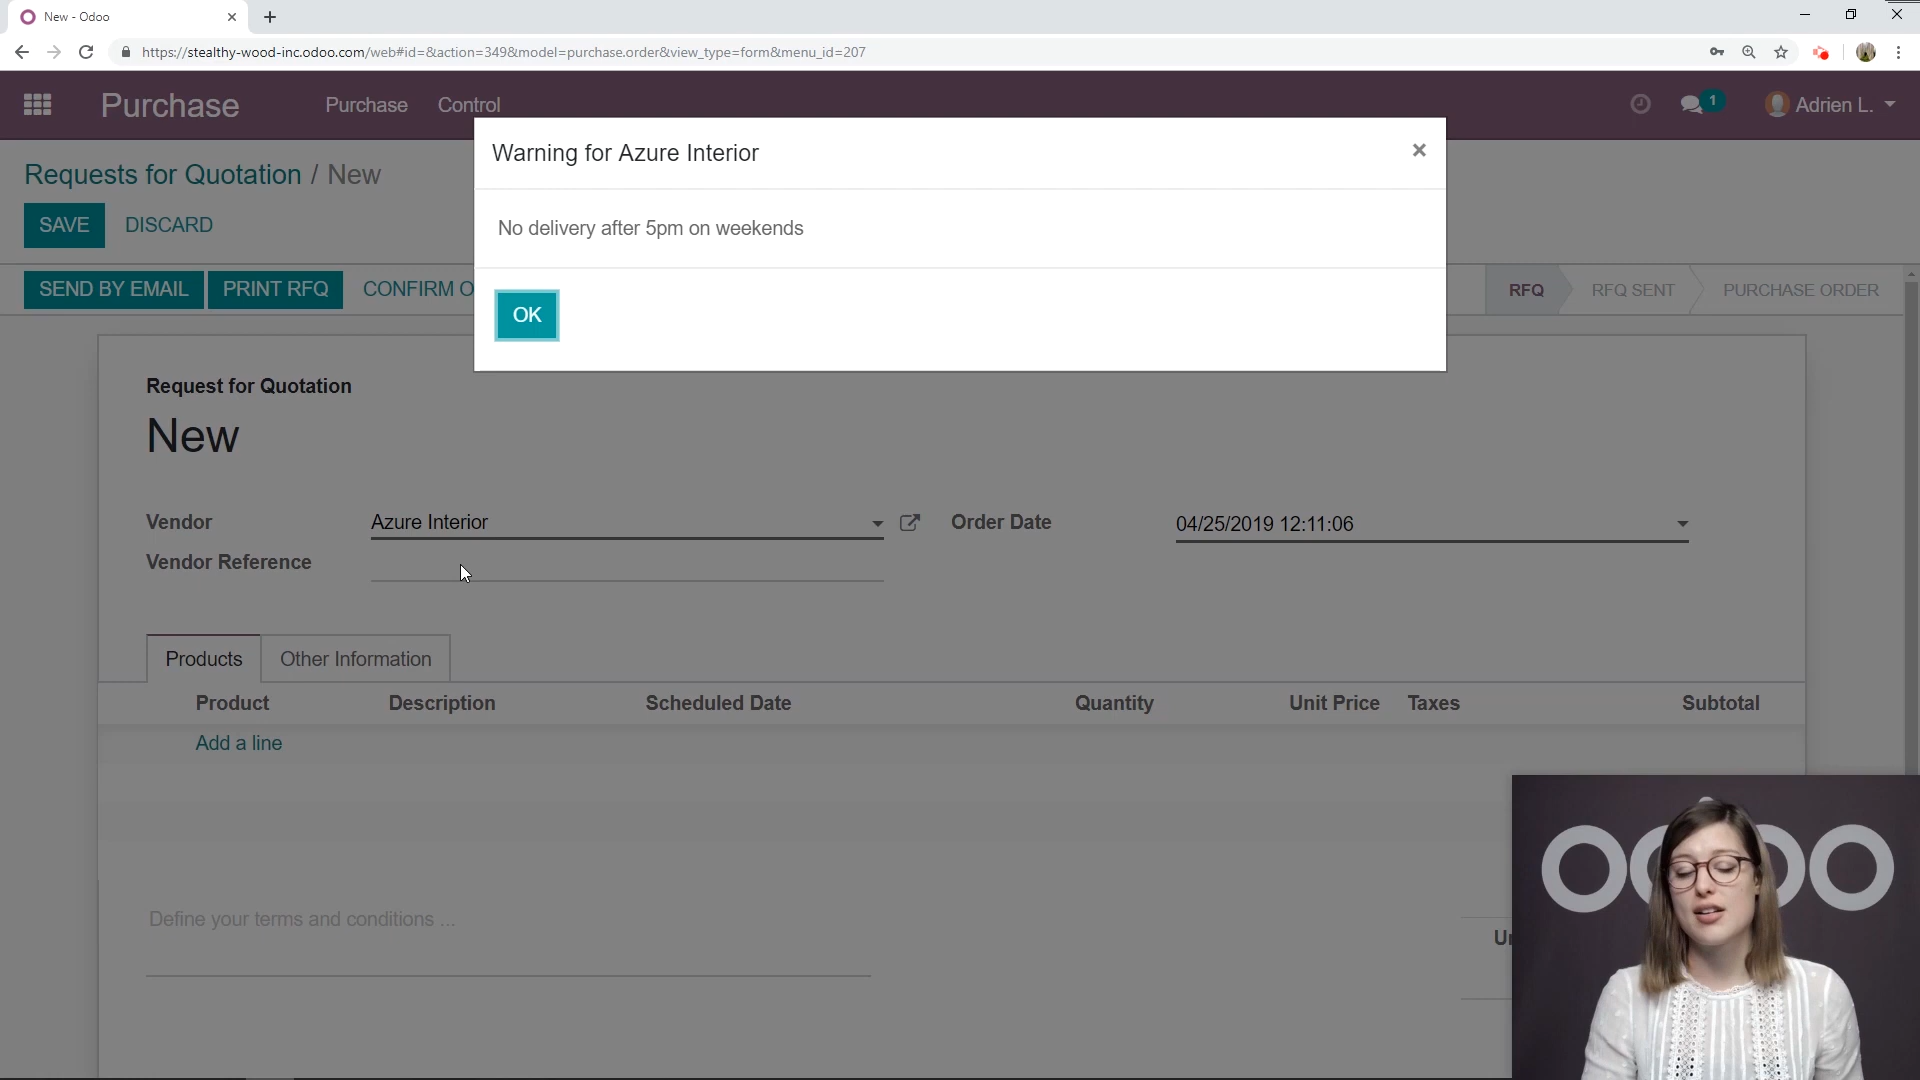 New - Odoo
https://stealthy-wood-inc.odoo.com/web#id=&action=349&model=purchase.order&view_type=form&menu_id=207
Purchase
Purchase
Control
1
Adrien L.
Warning for Azure Interior
×
No delivery after 5pm on weekends
OK
Requests for Quotation / New
SAVE
DISCARD
SEND BY EMAIL
PRINT RFQ
CONFIRM O
RFQ
RFQ SENT
PURCHASE ORDER
Request for Quotation
New
Vendor
Azure Interior
Order Date
04/25/2019 12:11:06
Vendor Reference
Products
Other Information
Product
Description
Scheduled Date
Quantity
Unit Price
Taxes
Subtotal
Add a line
Define your terms and conditions ...